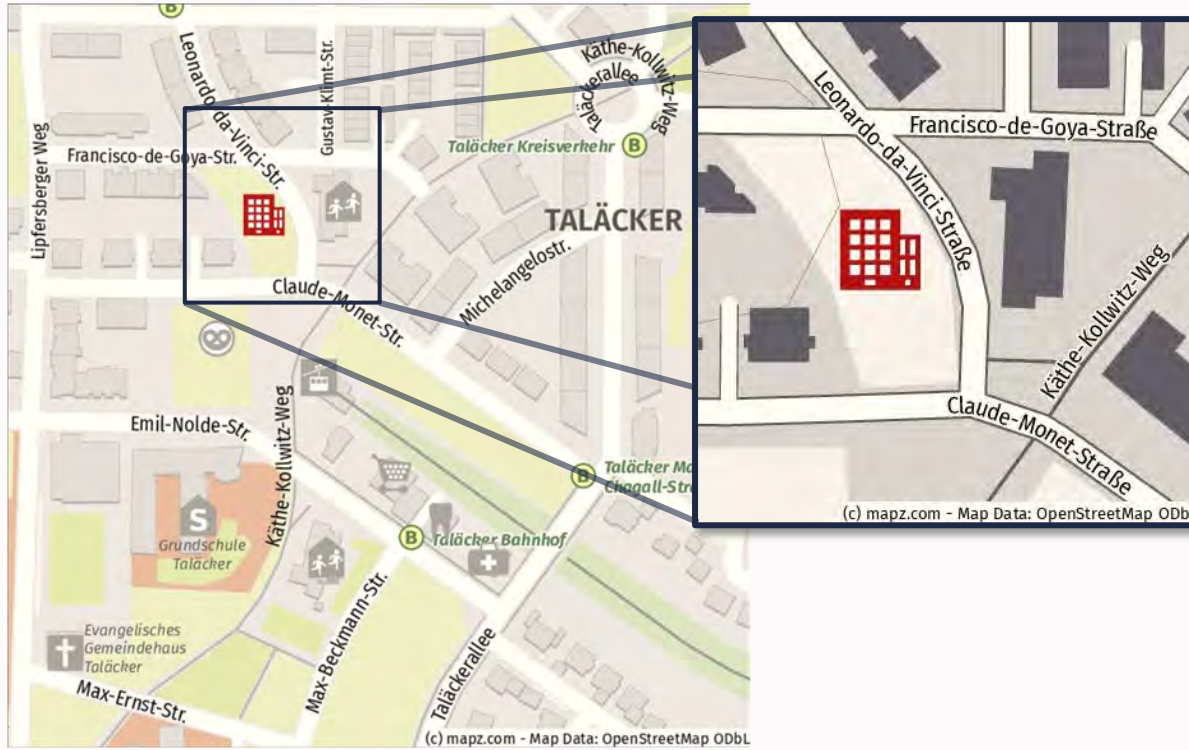 B
Leonardo-da-Vinci-Str.
Gustav-Klimt-Str.
Käthe-Kollwitz-Weg
Taläckerallee
Lipfersberger Weg
Francisco-de-Goya-Str.
Taläcker Kreisverkehr B
TALÄCKER
Michelangelostr.
Claude-Monet-Str.
Käthe-Kollwitz-Weg
Emil-Nolde-Str.
B Taläcker Ma
Chagall-Stra
S
Grundschule
Taläcker
B Taläcker Bahnhof
Evangelisches
Gemeindehaus
Taläcker
Max-Beckmann-Str.
Taläckerallee
Max-Ernst-Str.
(c) mapz.com - Map Data: OpenStreetMap ODbL
Leonardo-da-Vinci-Straße
Francisco-de-Goya-Straße
Käthe-Kollwitz-Weg
Claude-Monet-Straße
(c) mapz.com - Map Data: OpenStreetMap ODbL